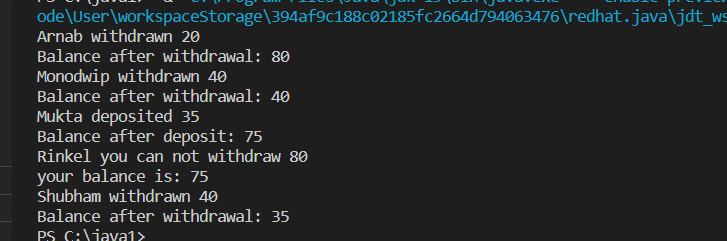 ode\User\workspaceStorage\394af9c188c02185fc2664d794063476\redhat.java\jdt_ws
Arnab withdrawn 20
Balance after withdrawal: 80
Monodwip withdrawn 40
Balance after withdrawal: 40
Mukta deposited 35
Balance after deposit: 75
Rinkel you can not withdraw 80
your balance is: 75
Shubham withdrawn 40
Balance after withdrawal: 35
PS C:\java1>